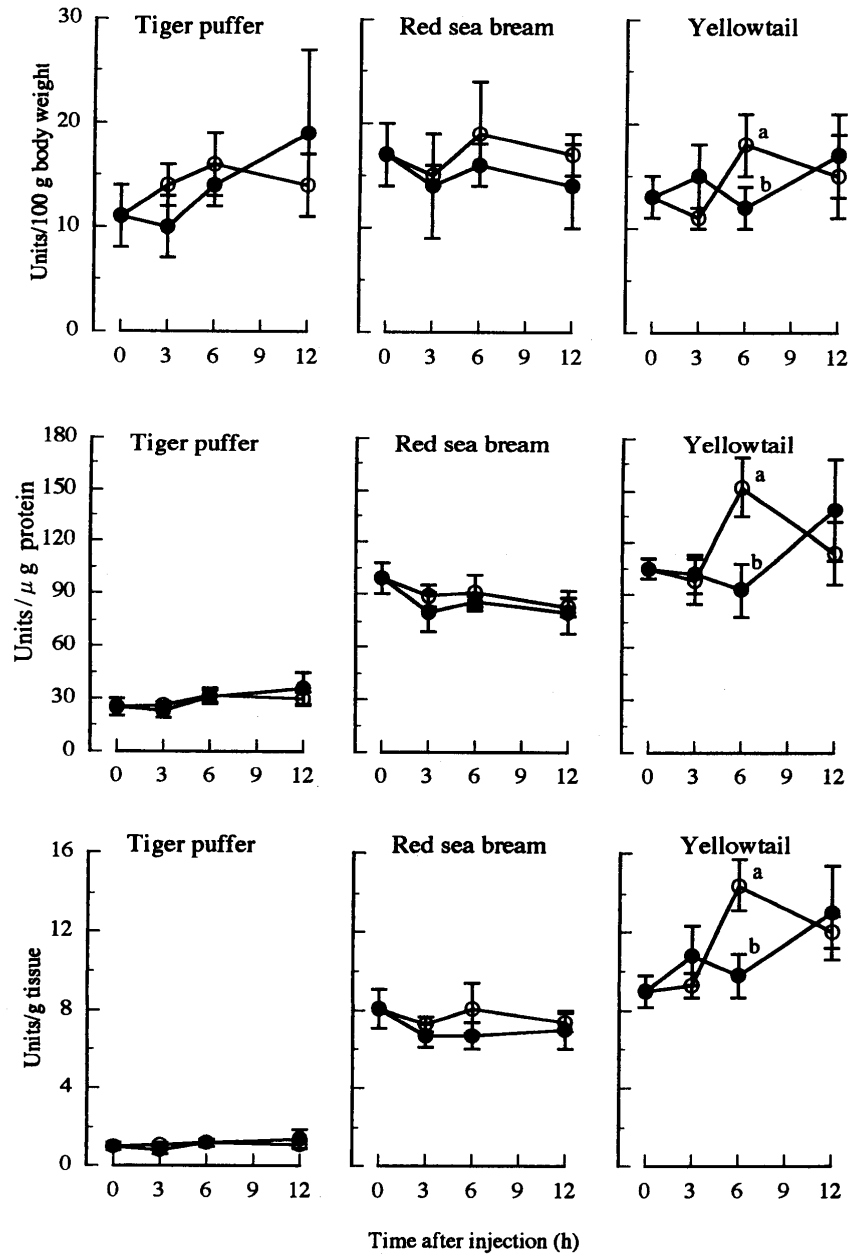 Tiger puffer Red sea bream Yellowtail
30
20
10
0
Units/100 g body weight
a
b
0 3 6 9 12 0 3 6 9 12 0 3 6 9 12
Tiger puffer Red sea bream Yellowtail
180
150
120
90
60
30
0
Units / μ g protein
a
b
0 3 6 9 12 0 3 6 9 12 0 3 6 9 12
Tiger puffer Red sea bream Yellowtail
16
12
8
4
0
Units/g tissue
a
b
0 3 6 9 12 0 3 6 9 12 0 3 6 9 12
Time after injection (h)